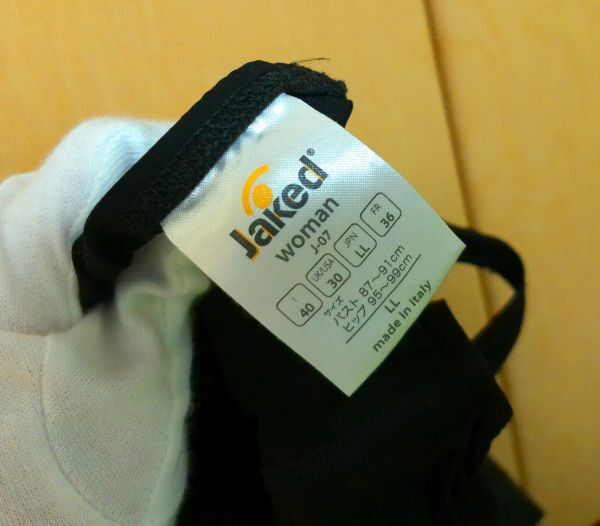 Jaked®
woman
J-07
I UK/USA JPN FR
40 30 LL 36
サイズ
バスト 87~91cm
ヒップ 95~99cm
LL
made in Italy